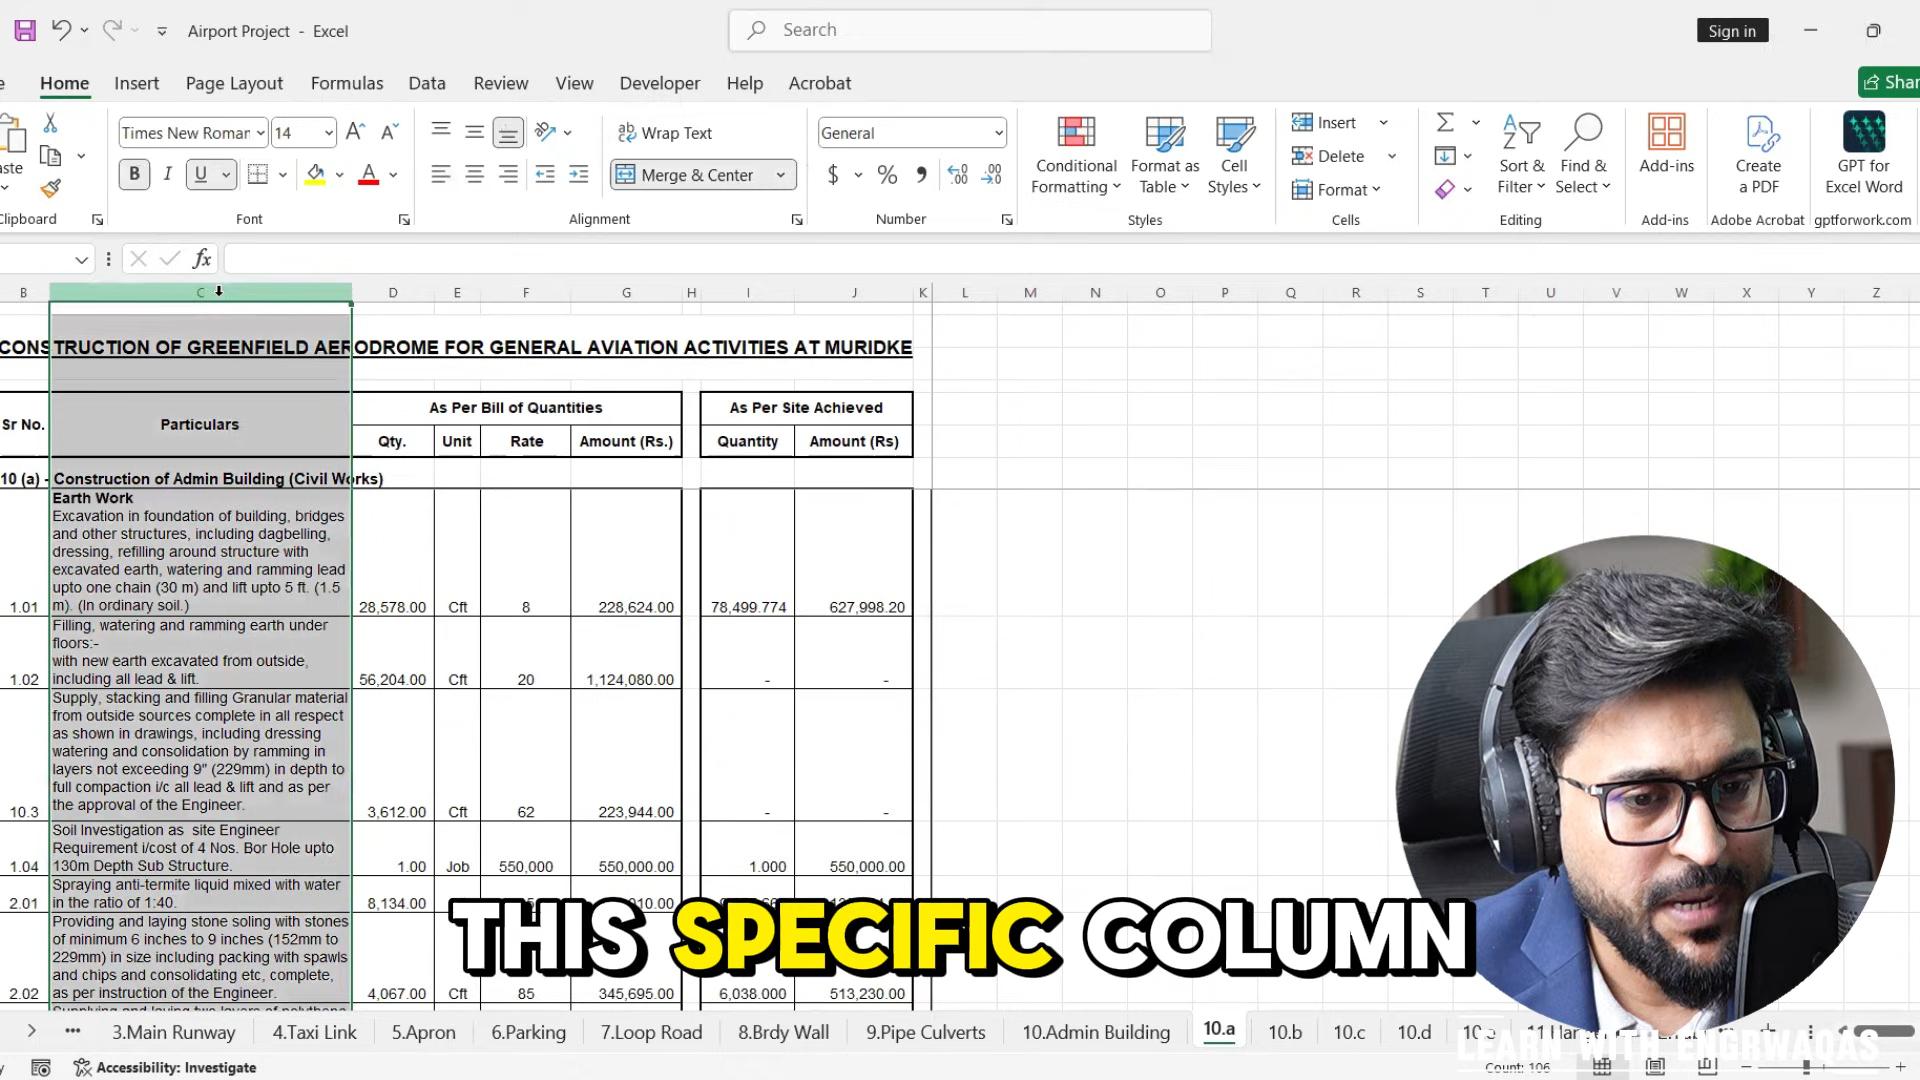 Airport Project - Excel
Search
Sign in
Home Insert Page Layout Formulas Data Review View Developer Help Acrobat
Shar
Times New Roman 14
Wrap Text
General
Conditional Formatting
Format as Table
Cell Styles
Insert
Delete
Format
Sort & Filter
Find & Select
Add-ins
Create a PDF
GPT for Excel Word
B I U
Merge & Center
$ %
Clipboard Font Alignment Number Styles Cells Editing Add-ins Adobe Acrobat gptforwork.com
fx
B C D E F G H I J K L M N O P Q R S T U V W X Y Z
CONSTRUCTION OF GREENFIELD AERODROME FOR GENERAL AVIATION ACTIVITIES AT MURIDKE
Sr No. Particulars As Per Bill of Quantities As Per Site Achieved
Qty. Unit Rate Amount (Rs.) Quantity Amount (Rs)
10 (a) - Construction of Admin Building (Civil Works)
Earth Work
Excavation in foundation of building, bridges
and other structures, including dagbelling,
dressing, refilling around structure with
excavated earth, watering and ramming lead
upto one chain (30 m) and lift upto 5 ft. (1.5
1.01 m). (In ordinary soil.) 28,578.00 Cft 8 228,624.00 78,499.774 627,998.20
Filling, watering and ramming earth under
floors:-
with new earth excavated from outside,
1.02 including all lead & lift. 56,204.00 Cft 20 1,124,080.00 - -
Supply, stacking and filling Granular material
from outside sources complete in all respect
as shown in drawings, including dressing
watering and consolidation by ramming in
layers not exceeding 9" (229mm) in depth to
full compaction i/c all lead & lift and as per
10.3 the approval of the Engineer. 3,612.00 Cft 62 223,944.00 - -
Soil Investigation as site Engineer
Requirement i/cost of 4 Nos. Bor Hole upto
1.04 130m Depth Sub Structure. 1.00 Job 550,000 550,000.00 1.000 550,000.00
Spraying anti-termite liquid mixed with water
2.01 in the ratio of 1:40. 8,134.00
Providing and laying stone soling with stones
of minimum 6 inches to 9 inches (152mm to
229mm) in size including packing with spawls
and chips and consolidating etc, complete,
2.02 as per instruction of the Engineer. 4,067.00 Cft 85 345,695.00 6,038.000 513,230.00
THIS SPECIFIC COLUMN
3.Main Runway 4.Taxi Link 5.Apron 6.Parking 7.Loop Road 8.Brdy Wall 9.Pipe Culverts 10.Admin Building 10.a 10.b 10.c 10.d
LEARN WITH ENGRWAQAS
Accessibility: Investigate
Count: 106